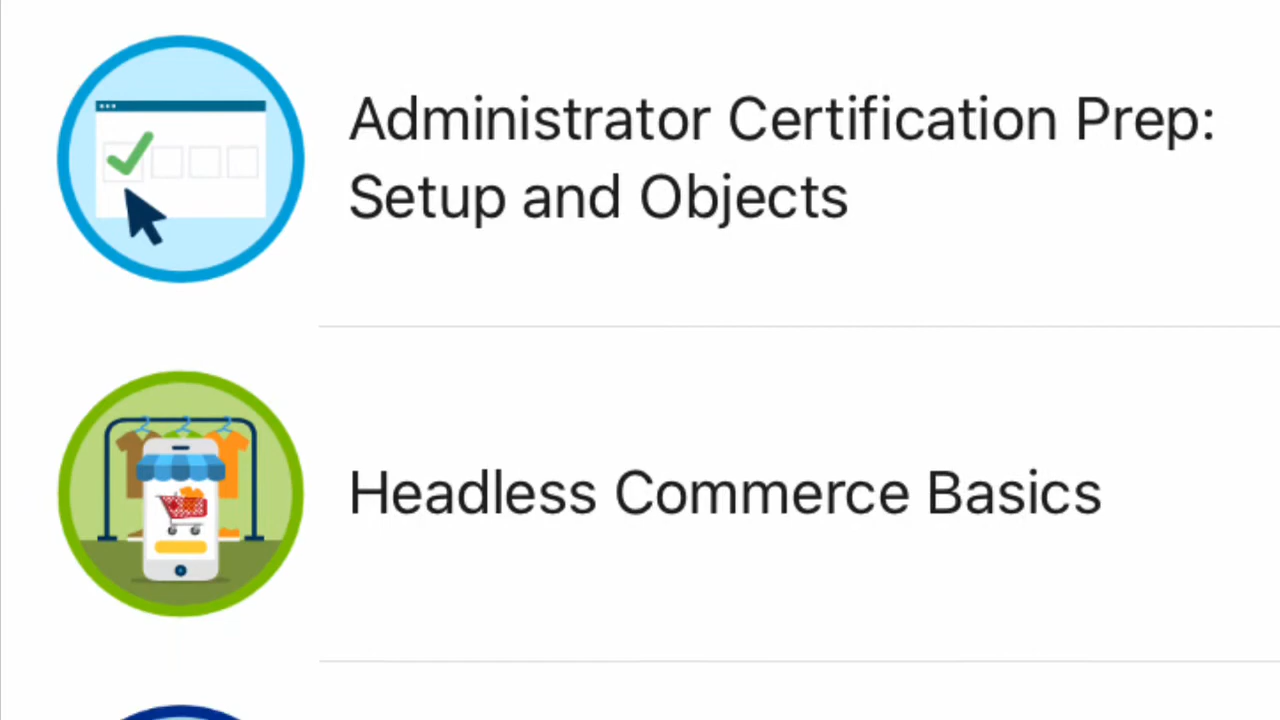 Administrator Certification Prep:
Setup and Objects
Headless Commerce Basics